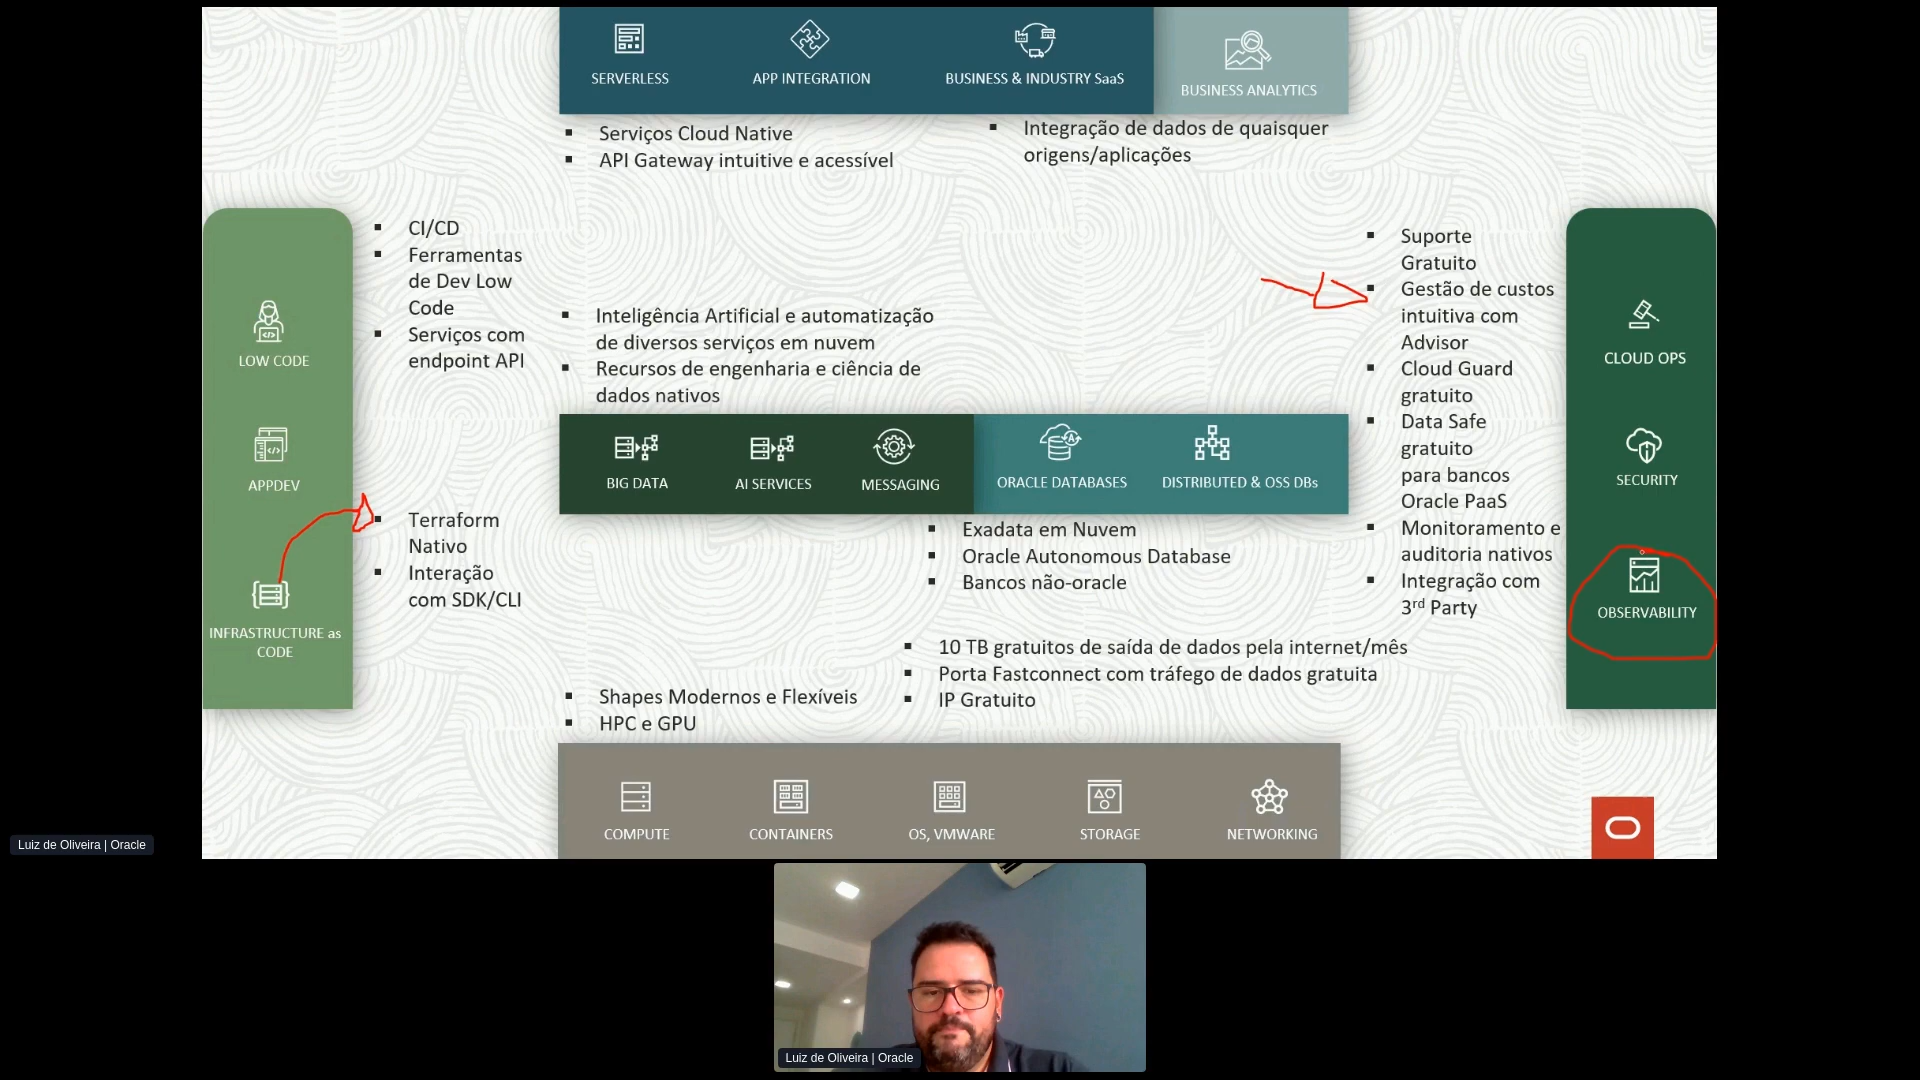 SERVERLESS
APP INTEGRATION
BUSINESS & INDUSTRY SaaS
BUSINESS ANALYTICS
▪ Serviços Cloud Native
▪ API Gateway intuitive e acessível
▪ Integração de dados de quaisquer
origens/aplicações
LOW CODE
APPDEV
INFRASTRUCTURE as
CODE
▪ CI/CD
▪ Ferramentas
de Dev Low
Code
▪ Serviços com
endpoint API
▪ Terraform
Nativo
▪ Interação
com SDK/CLI
▪ Inteligência Artificial e automatização
de diversos serviços em nuvem
▪ Recursos de engenharia e ciência de
dados nativos
BIG DATA
AI SERVICES
MESSAGING
ORACLE DATABASES
DISTRIBUTED & OSS DBs
▪ Exadata em Nuvem
▪ Oracle Autonomous Database
▪ Bancos não-oracle
▪ Suporte
Gratuito
▪ Gestão de custos
intuitiva com
Advisor
▪ Cloud Guard
gratuito
▪ Data Safe
gratuito
para bancos
Oracle PaaS
▪ Monitoramento e
auditoria nativos
▪ Integração com
3rd Party
CLOUD OPS
SECURITY
OBSERVABILITY
▪ 10 TB gratuitos de saída de dados pela internet/mês
▪ Porta Fastconnect com tráfego de dados gratuita
▪ IP Gratuito
▪ Shapes Modernos e Flexíveis
▪ HPC e GPU
COMPUTE
CONTAINERS
OS, VMWARE
STORAGE
NETWORKING
Luiz de Oliveira | Oracle
Luiz de Oliveira | Oracle